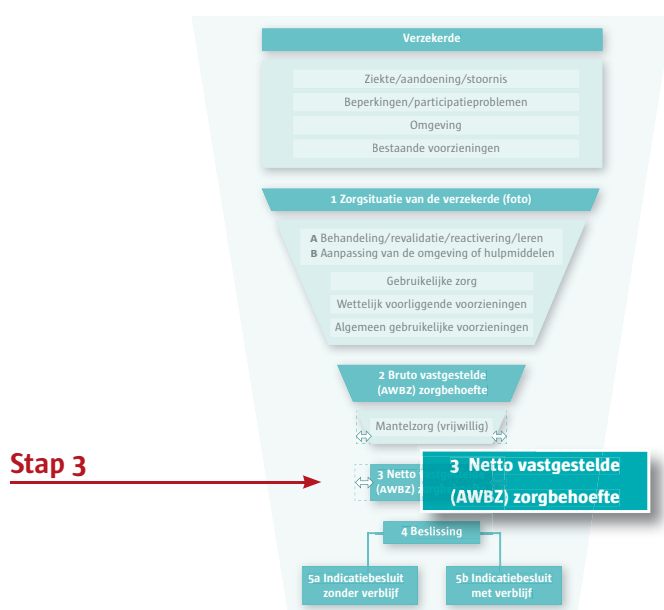 Verzekerde
Ziekte/aandoening/stoornis
Beperkingen/participatieproblemen
Omgeving
Bestaande voorzieningen
1 Zorgsituatie van de verzekerde (foto)
A Behandeling/revalidatie/reactivering/leren
B Aanpassing van de omgeving of hulpmiddelen
Gebruikelijke zorg
Wettelijk voorliggende voorzieningen
Algemeen gebruikelijke voorzieningen
2 Bruto vastgestelde
(AWBZ) zorgbehoefte
Mantelzorg (vrijwillig)
Stap 3
3 Netto
(AWBZ)
3 Netto vastgestelde
(AWBZ) zorgbehoefte
4 Beslissing
5a Indicatiebesluit
zonder verblijf
5b Indicatiebesluit
met verblijf